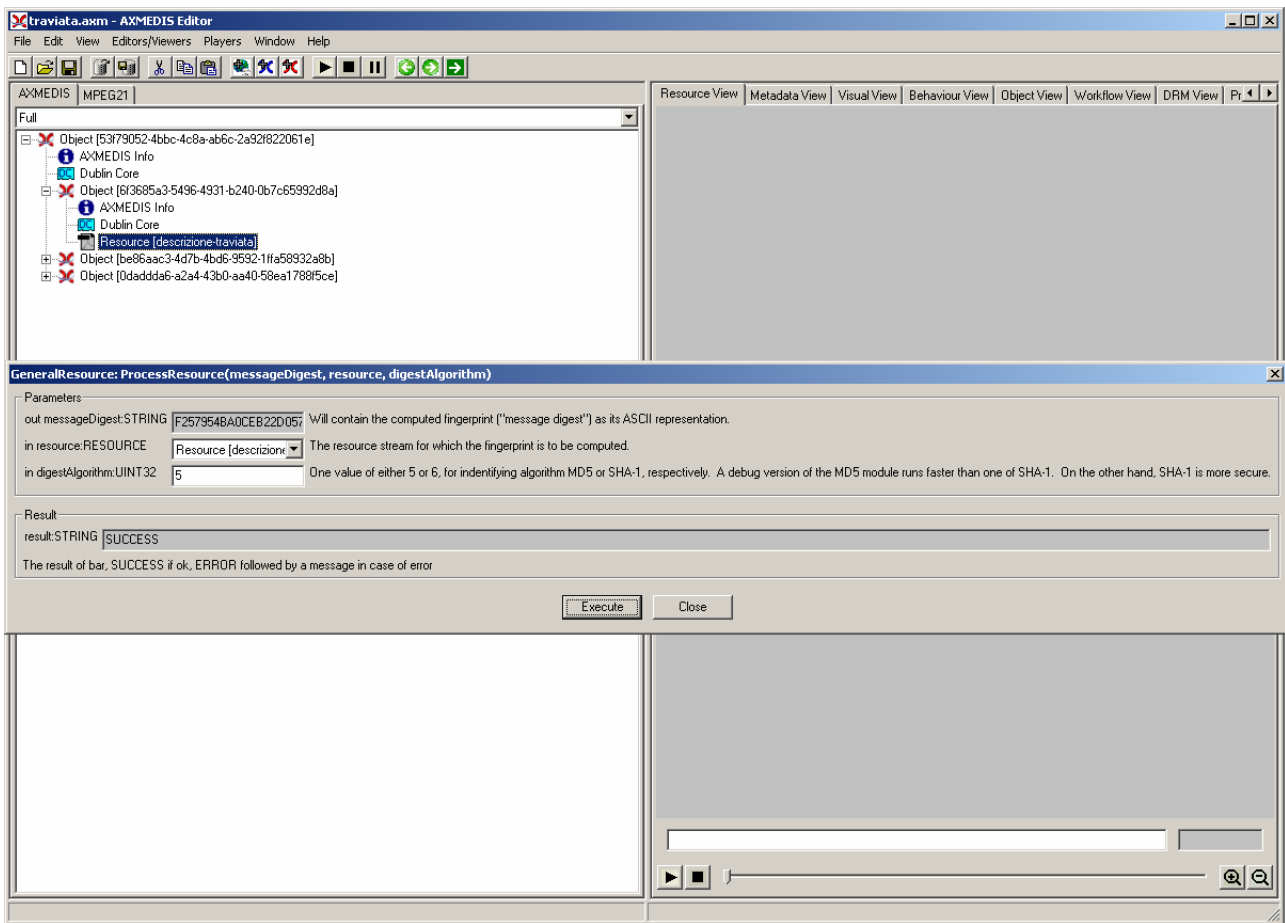 traviata.axm - AXMEDIS Editor
File Edit View Editors/Viewers Players Window Help
AXMEDIS MPEG21
Full
Object [53f79052-4bbc-4c8a-ab6c-2a92f822061e]
AXMEDIS Info
Dublin Core
Object [6f3685a3-5496-4931-b240-0b7c65992d8a]
AXMEDIS Info
Dublin Core
Resource [descrizione-traviata]
Object [be86aac3-4d7b-4bd6-9592-1ffa58932a8b]
Object [0daddda6-a2a4-43b0-aa40-58ea1788f5ce]
Resource View Metadata View Visual View Behaviour View Object View Workflow View DRM View Pr
GeneralResource: ProcessResource(messageDigest, resource, digestAlgorithm)
Parameters
out messageDigest:STRING F257954BA0CEB22D057 Will contain the computed fingerprint ("message digest") as its ASCII representation.
in resource:RESOURCE Resource [descrizione The resource stream for which the fingerprint is to be computed.
in digestAlgorithm:UINT32 5 One value of either 5 or 6, for indentifying algorithm MD5 or SHA-1, respectively. A debug version of the MD5 module runs faster than one of SHA-1. On the other hand, SHA-1 is more secure.
Result
result:STRING SUCCESS
The result of bar, SUCCESS if ok, ERROR followed by a message in case of error
Execute Close